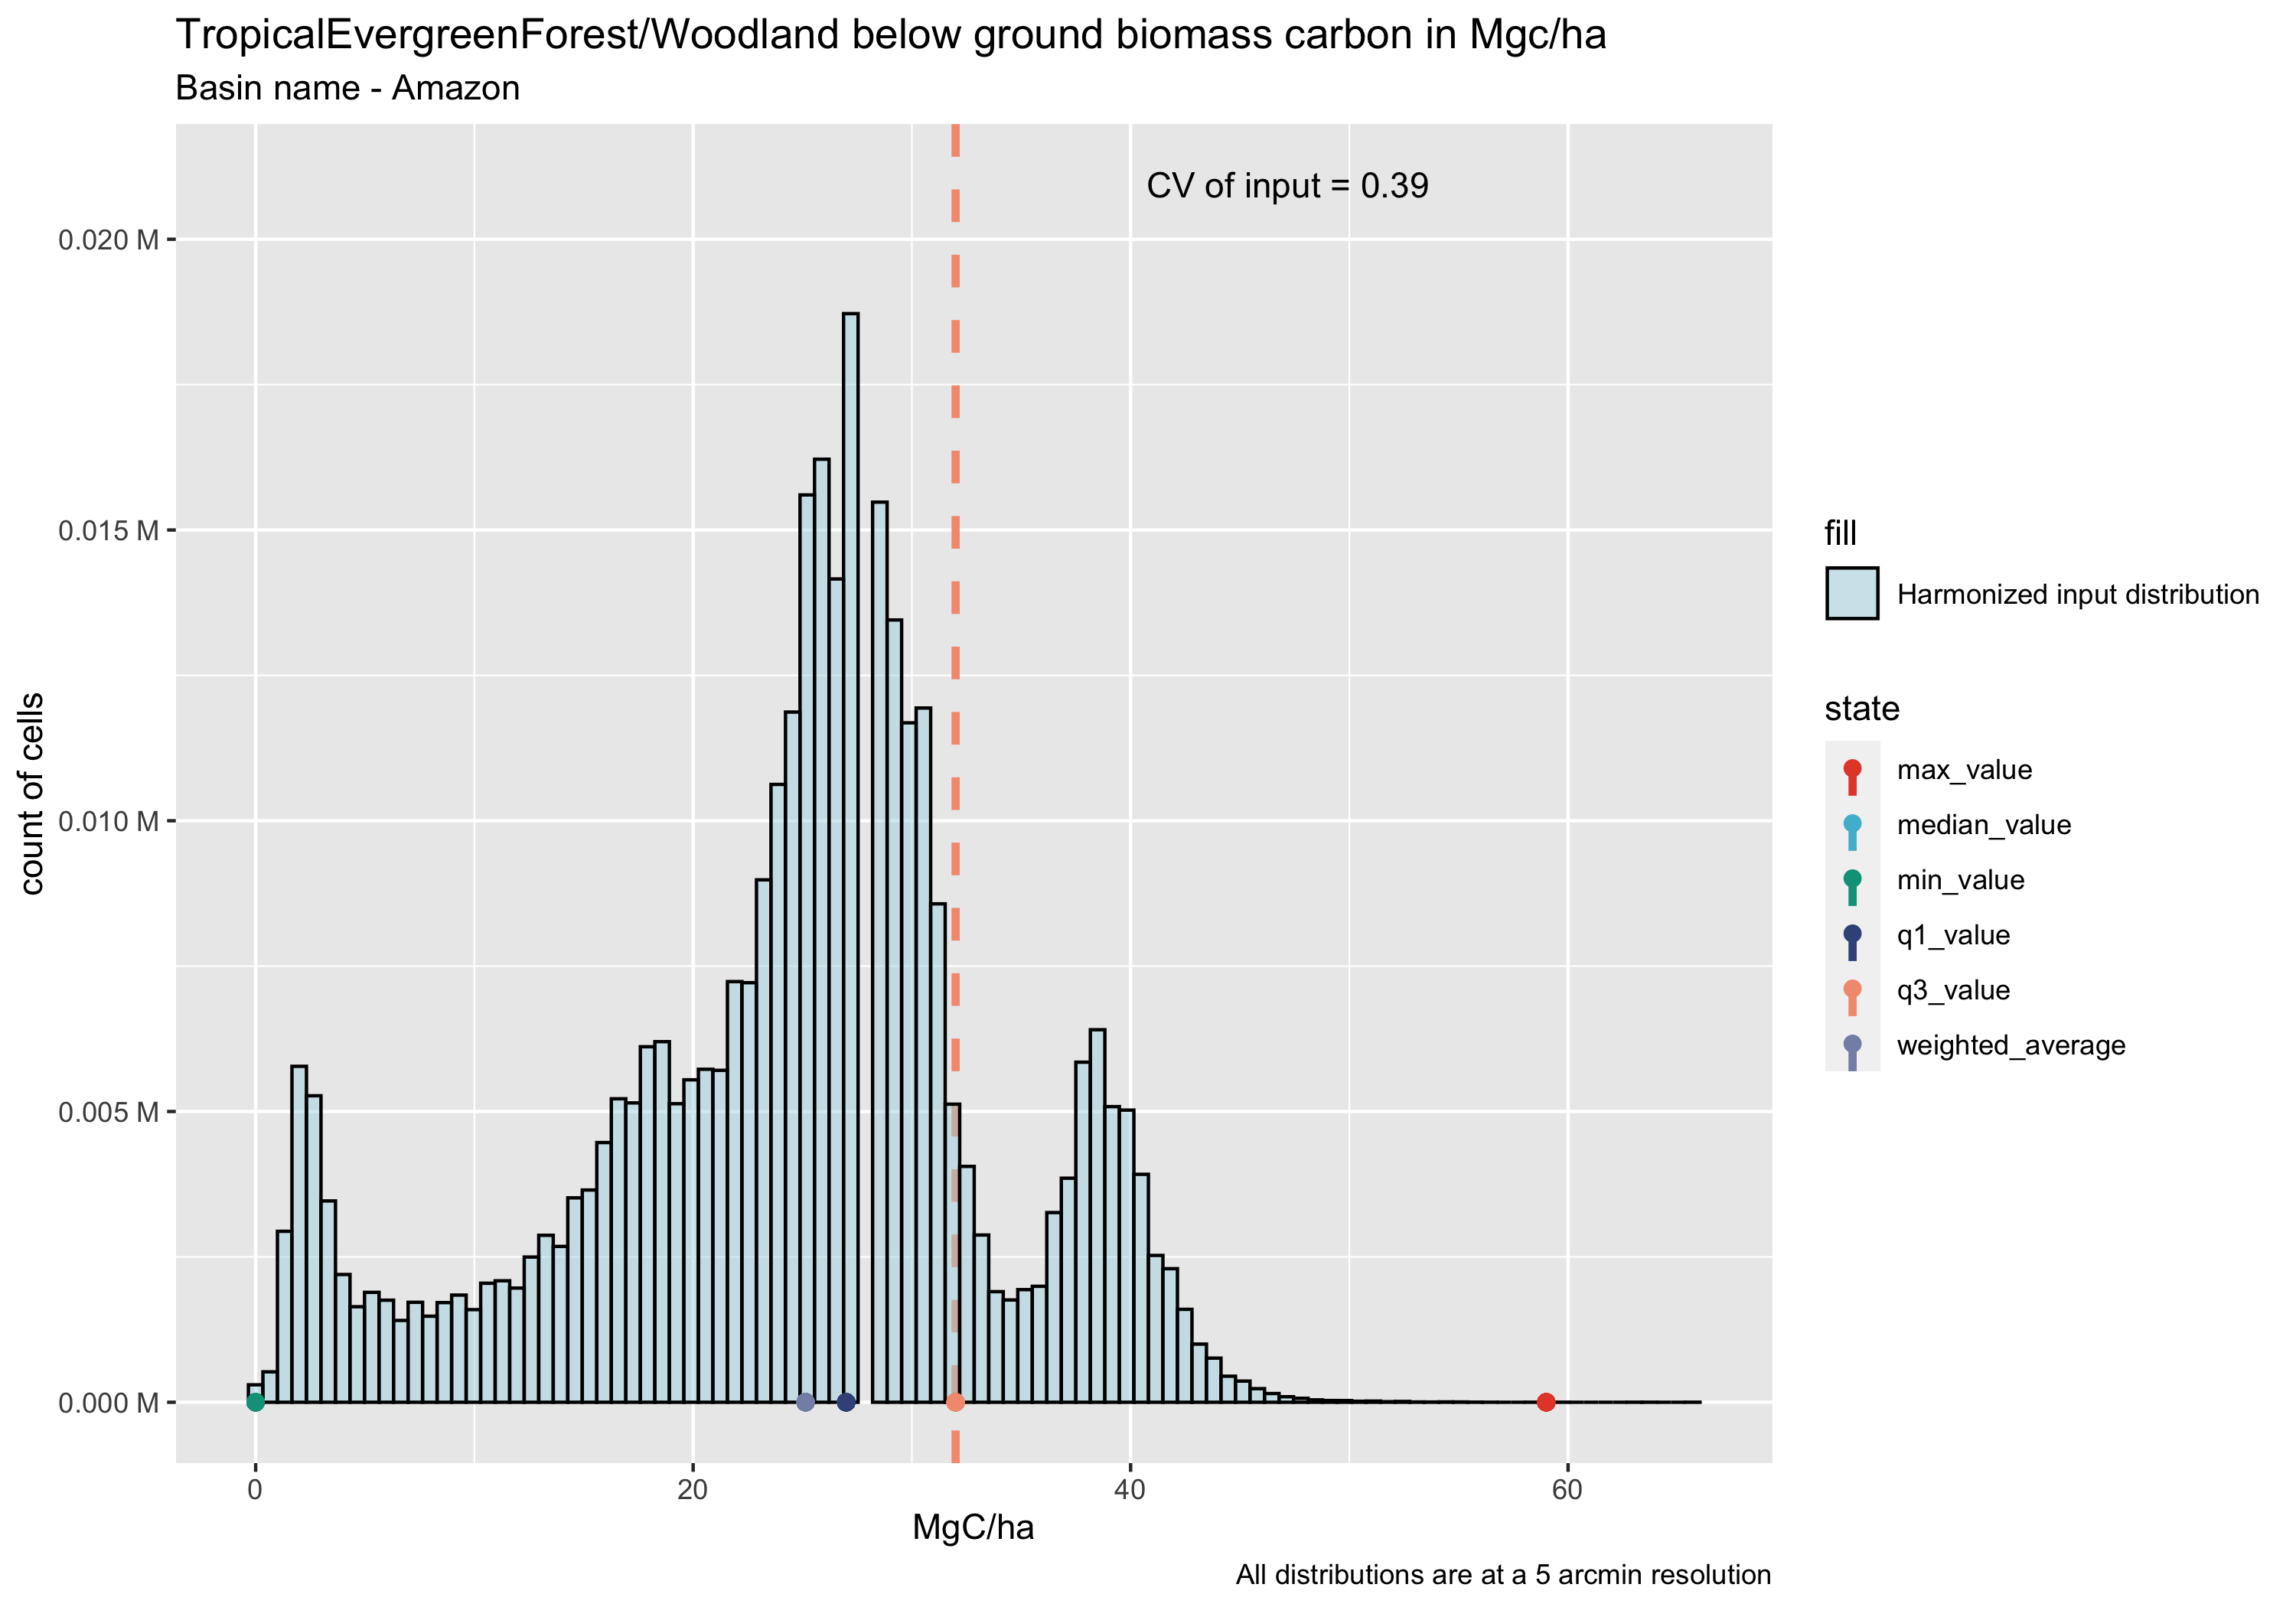 TropicalEvergreenForest/Woodland below ground biomass carbon in Mgc/ha
Basin name - Amazon
CV of input = 0.39
0.020 M
0.015 M
0.010 M
0.005 M
0.000 M
count of cells
0
20
40
60
MgC/ha
All distributions are at a 5 arcmin resolution
fill
Harmonized input distribution
state
max_value
median_value
min_value
q1_value
q3_value
weighted_average